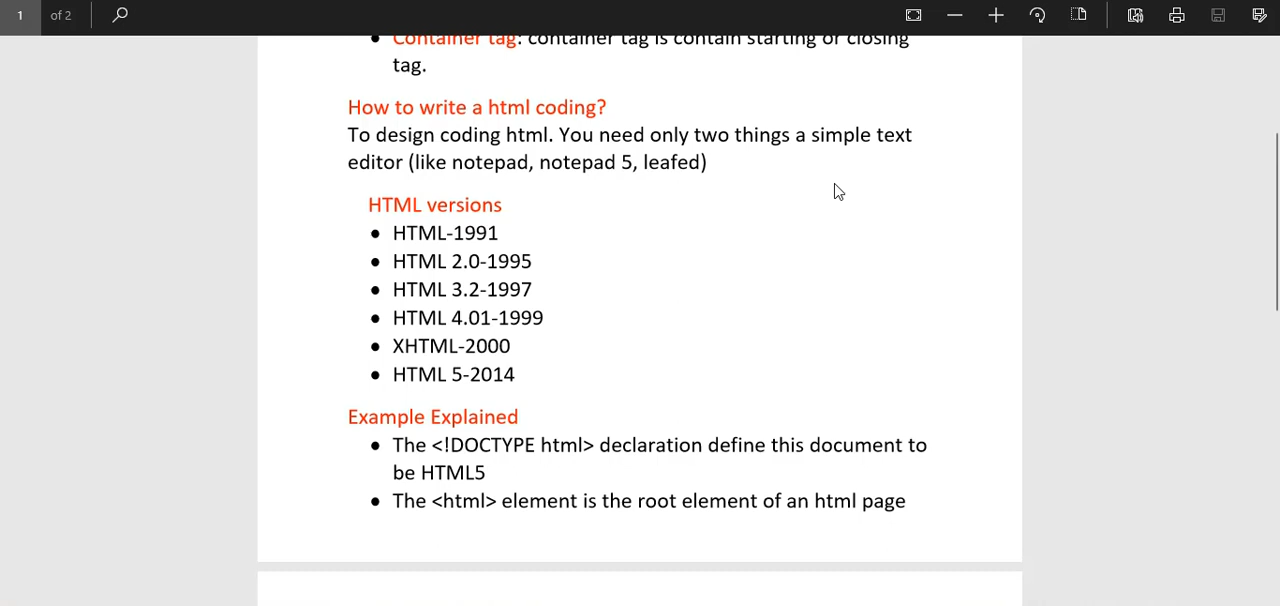 1 of 2
• Container tag: container tag is contain starting or closing
tag.
How to write a html coding?
To design coding html. You need only two things a simple text
editor (like notepad, notepad 5, leafed)
HTML versions
• HTML-1991
• HTML 2.0-1995
• HTML 3.2-1997
• HTML 4.01-1999
• XHTML-2000
• HTML 5-2014
Example Explained
• The <!DOCTYPE html> declaration define this document to
be HTML5
• The <html> element is the root element of an html page